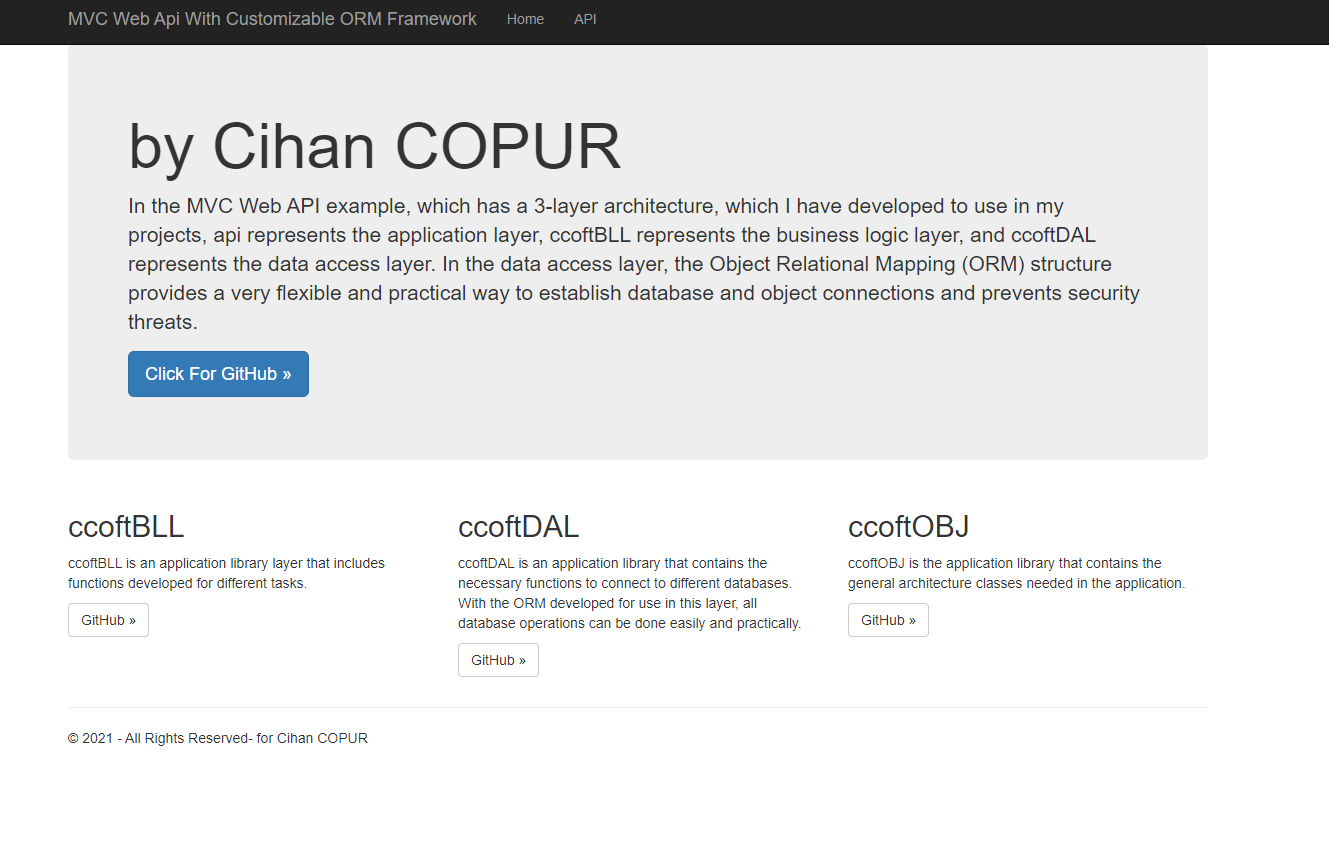 MVC Web Api With Customizable ORM Framework Home API
by Cihan COPUR
In the MVC Web API example, which has a 3-layer architecture, which I have developed to use in my
projects, api represents the application layer, ccoftBLL represents the business logic layer, and ccoftDAL
represents the data access layer. In the data access layer, the Object Relational Mapping (ORM) structure
provides a very flexible and practical way to establish database and object connections and prevents security
threats.
Click For GitHub »
ccoftBLL
ccoftBLL is an application library layer that includes
functions developed for different tasks.
GitHub »
ccoftDAL
ccoftDAL is an application library that contains the
necessary functions to connect to different databases.
With the ORM developed for use in this layer, all
database operations can be done easily and practically.
GitHub »
ccoftOBJ
ccoftOBJ is the application library that contains the
general architecture classes needed in the application.
GitHub »
© 2021 - All Rights Reserved- for Cihan COPUR